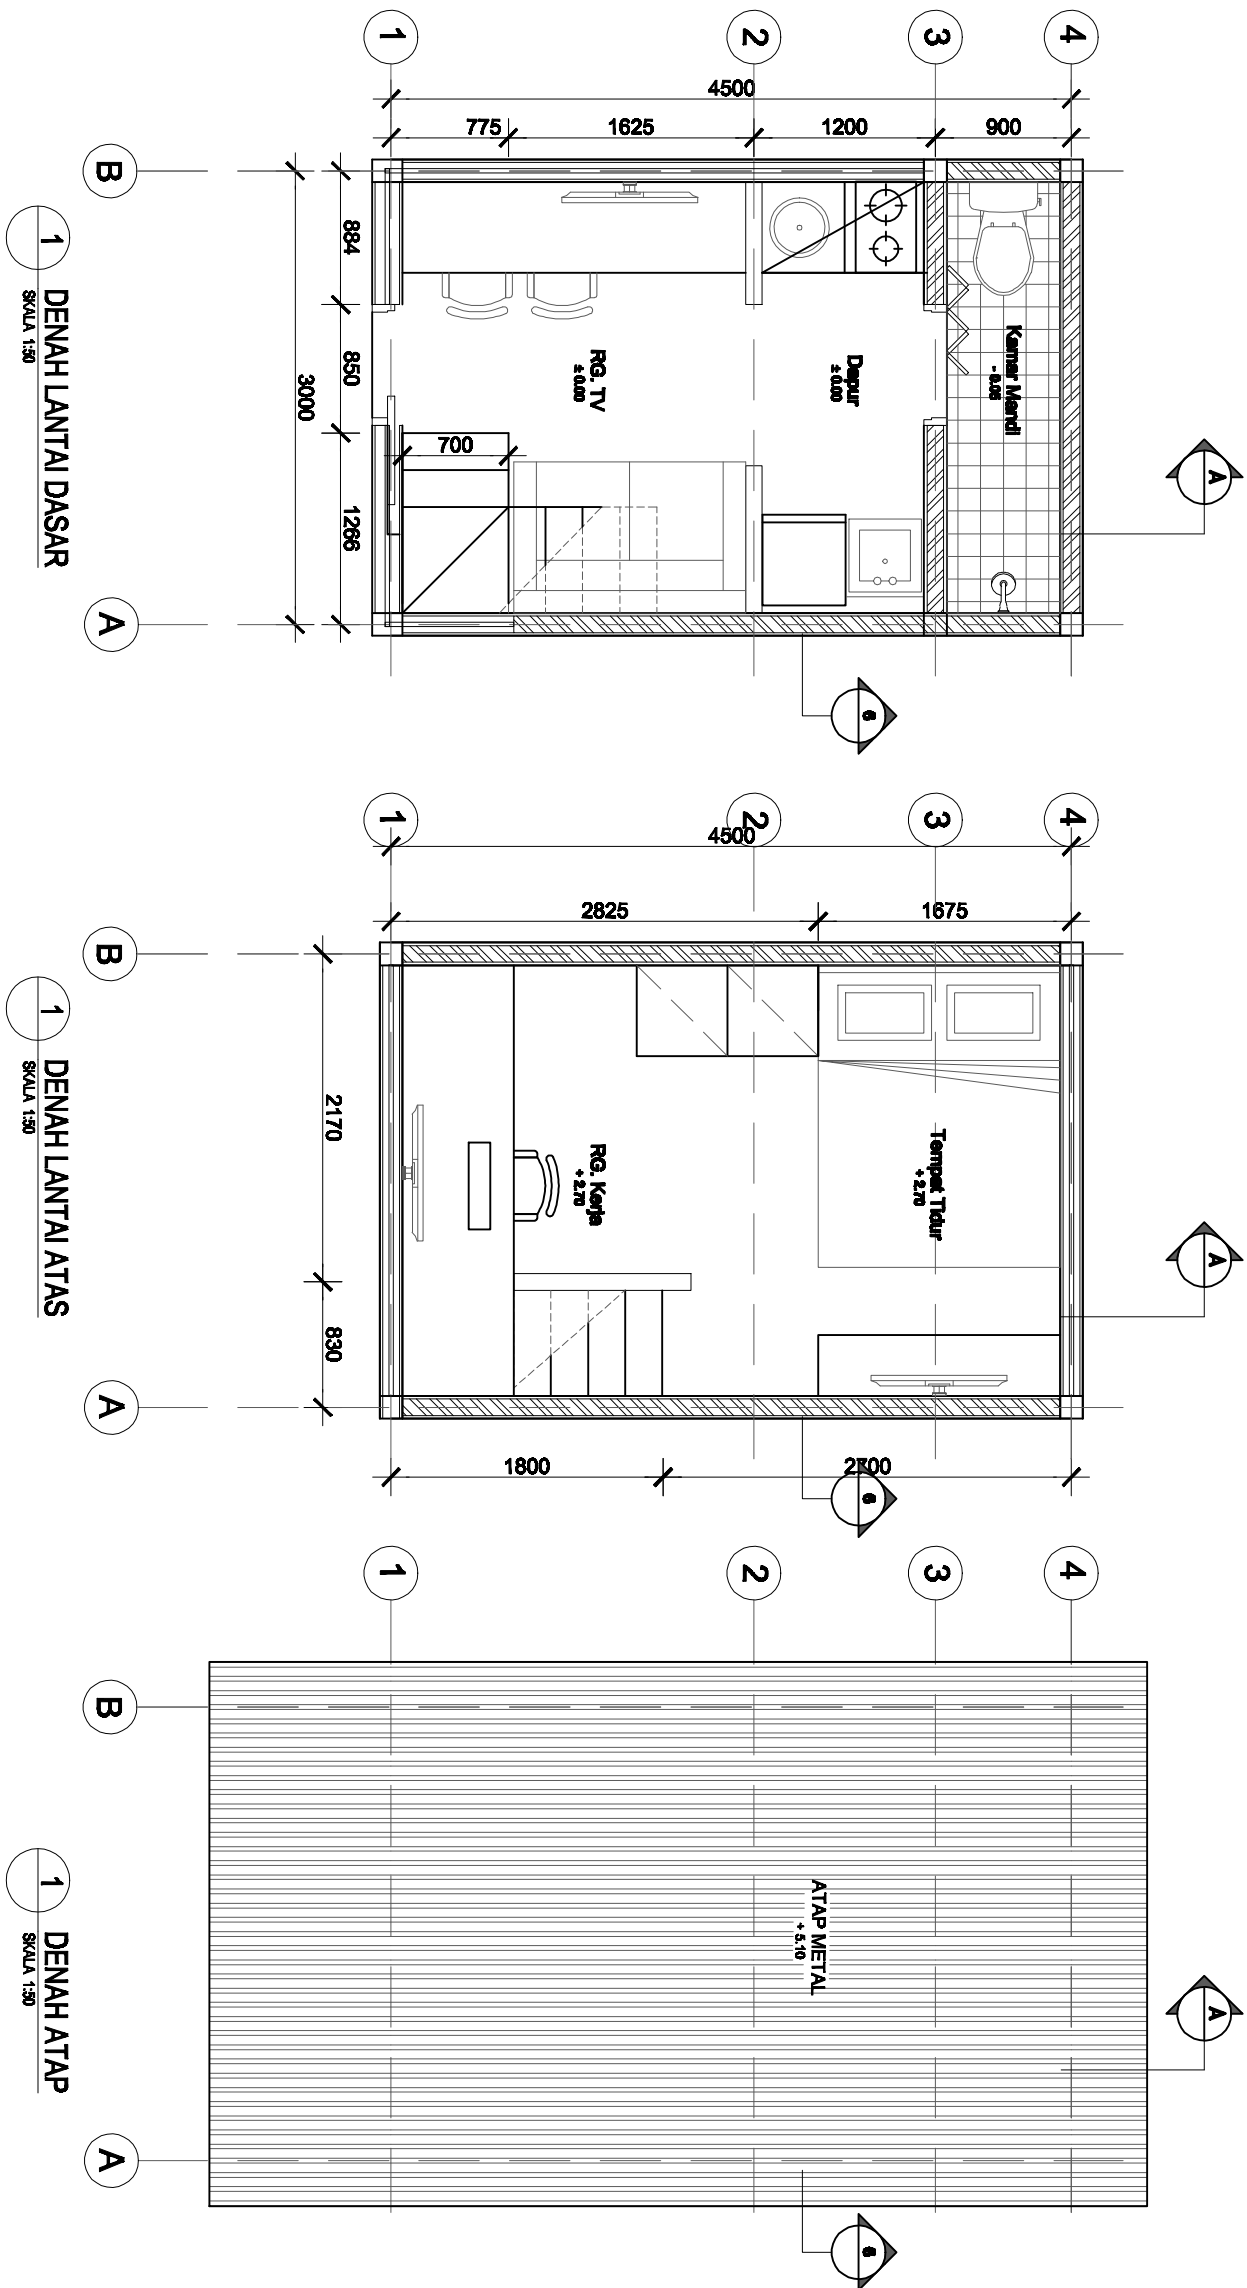 1
2
3
4
4500
775
1625
1200
900
B
884
850
3000
1266
700
A
RG. TV
± 0.00
Dapur
± 0.00
Kamar Mandi
- 0.05
A
1
DENAH LANTAI DASAR
SKALA 1:50
1
2
3
4
4500
2825
1675
B
2170
830
A
1800
2700
RG. Kerja
+ 2.70
Tempat Tidur
+ 2.70
A
1
DENAH LANTAI ATAS
SKALA 1:50
1
2
3
4
B
A
ATAP METAL
+ 5.10
A
1
DENAH ATAP
SKALA 1:50